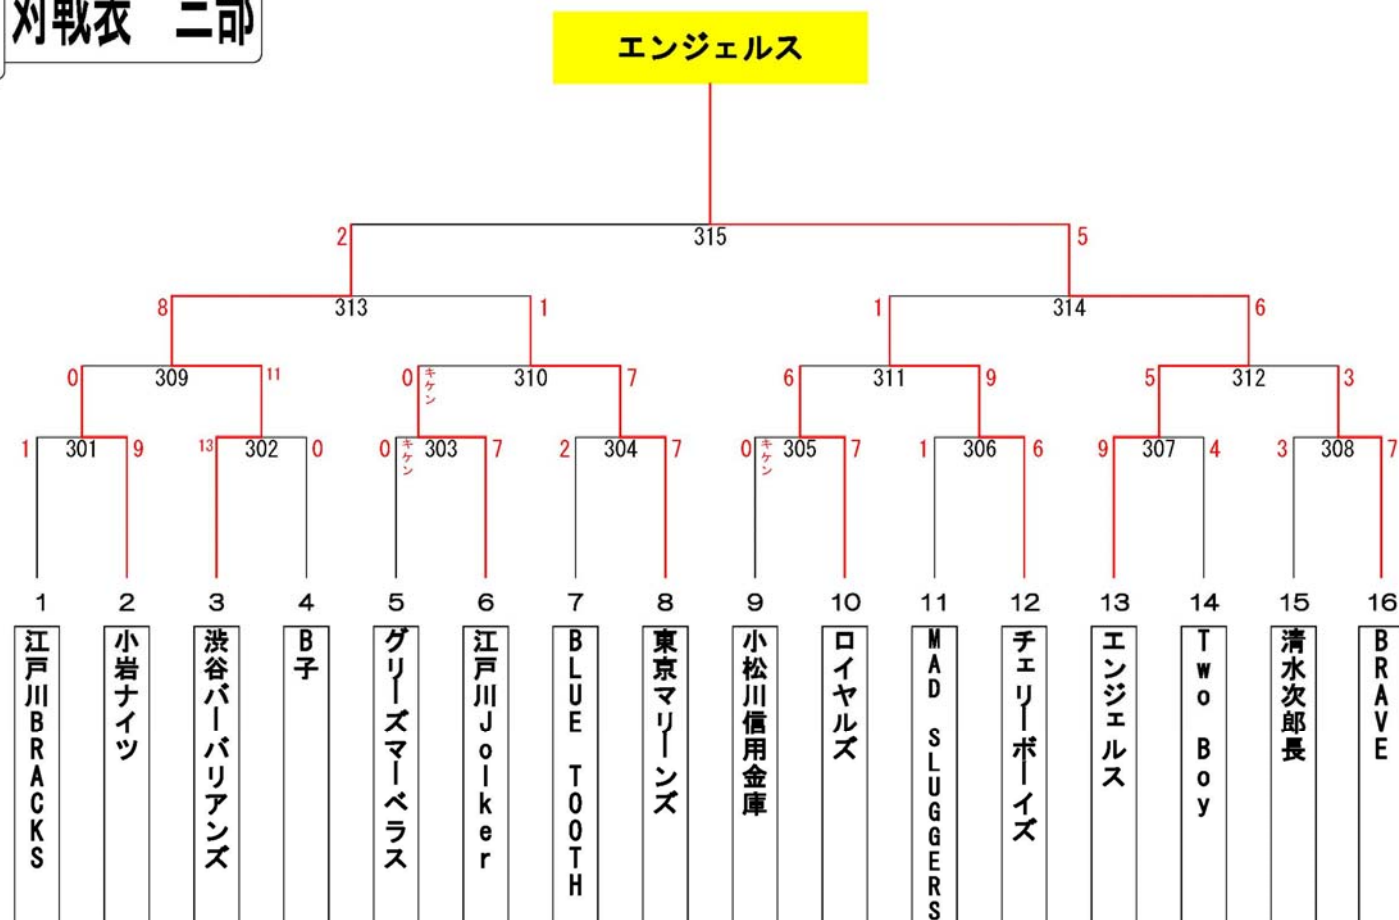 対戦表 三部
エンジェルス
2 315 5
8 313 1 1 314 6
0 309 11 0 キケン 310 7 6 311 9 5 312 3
1 301 9 13 302 0 0 キケン 303 7 2 304 7 0 キケン 305 7 1 306 6 9 307 4 3 308 7
1 2 3 4 5 6 7 8 9 10 11 12 13 14 15 16
江戸川BRACKS
小岩ナイツ
渋谷バーバリアンズ
B子
グリーズマーベラス
江戸川Jolker
BLUE TOOTH
東京マリーンズ
小松川信用金庫
ロイヤルズ
MAD SLUGGERS
チェリーボーイズ
エンジェルス
Two Boy
清水次郎長
BRAVE